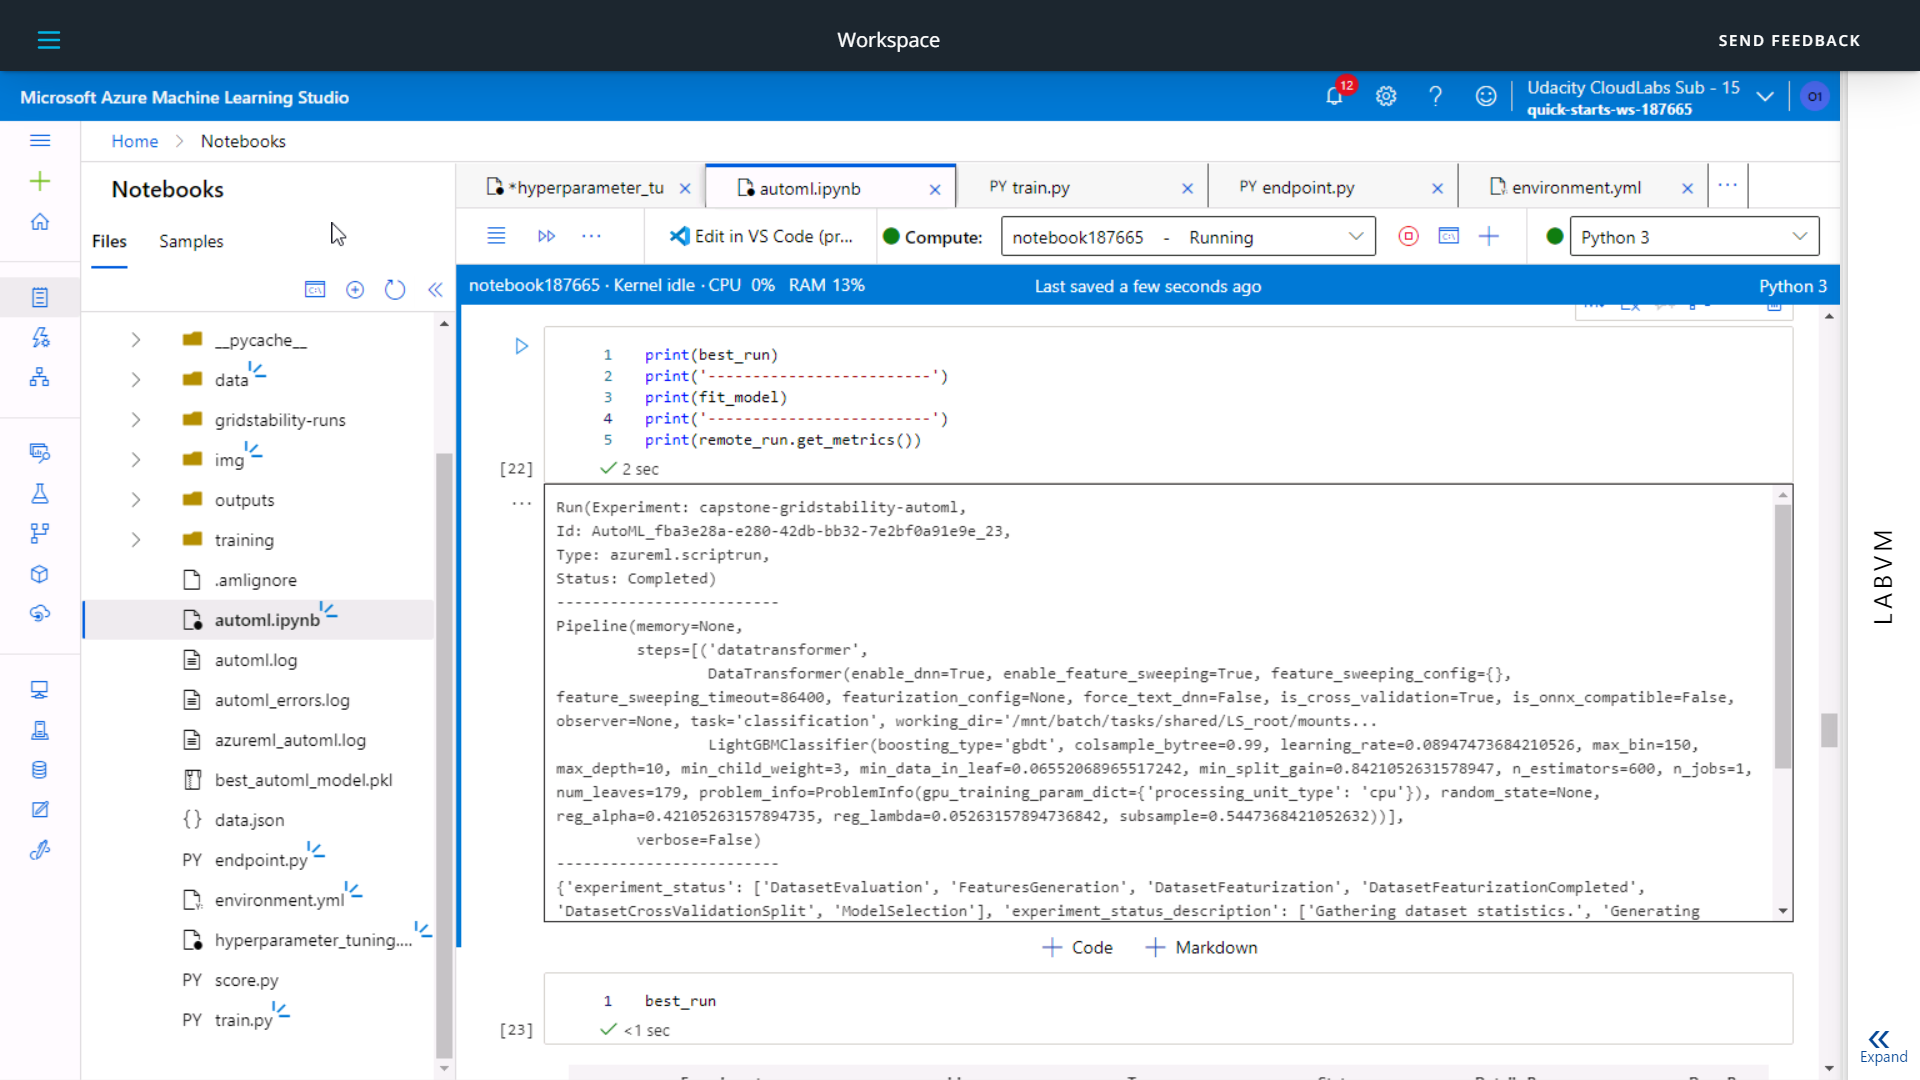 Workspace
SEND FEEDBACK
Microsoft Azure Machine Learning Studio
12
Udacity CloudLabs Sub - 15
quick-starts-ws-187665
O1
Home > Notebooks
Notebooks
Files
Samples
*hyperparameter_tu
automl.ipynb
PY train.py
PY endpoint.py
environment.yml
...
...
Edit in VS Code (pr...
Compute:
notebook187665 - Running
Python 3
notebook187665 · Kernel idle · CPU 0% RAM 13%
Last saved a few seconds ago
Python 3
__pycache__
data
gridstability-runs
img
outputs
training
.amlignore
automl.ipynb
automl.log
automl_errors.log
azureml_automl.log
best_automl_model.pkl
{} data.json
PY endpoint.py
environment.yml
hyperparameter_tuning....
PY score.py
PY train.py
1 print(best_run)
2 print('-------------------------')
3 print(fit_model)
4 print('-------------------------')
5 print(remote_run.get_metrics())
[22]
2 sec
...
Run(Experiment: capstone-gridstability-automl,
Id: AutoML_fba3e28a-e280-42db-bb32-7e2bf0a91e9e_23,
Type: azureml.scriptrun,
Status: Completed)
-------------------------
Pipeline(memory=None,
steps=[('datatransformer',
DataTransformer(enable_dnn=True, enable_feature_sweeping=True, feature_sweeping_config={},
feature_sweeping_timeout=86400, featurization_config=None, force_text_dnn=False, is_cross_validation=True, is_onnx_compatible=False,
observer=None, task='classification', working_dir='/mnt/batch/tasks/shared/LS_root/mounts...
LightGBMClassifier(boosting_type='gbdt', colsample_bytree=0.99, learning_rate=0.08947473684210526, max_bin=150,
max_depth=10, min_child_weight=3, min_data_in_leaf=0.06552068965517242, min_split_gain=0.8421052631578947, n_estimators=600, n_jobs=1,
num_leaves=179, problem_info=ProblemInfo(gpu_training_param_dict={'processing_unit_type': 'cpu'}), random_state=None,
reg_alpha=0.42105263157894735, reg_lambda=0.05263157894736842, subsample=0.5447368421052632))],
verbose=False)
-------------------------
{'experiment_status': ['DatasetEvaluation', 'FeaturesGeneration', 'DatasetFeaturization', 'DatasetFeaturizationCompleted',
'DatasetCrossValidationSplit', 'ModelSelection'], 'experiment_status_description': ['Gathering dataset statistics.', 'Generating
+ Code + Markdown
1 best_run
[23]
<1 sec
LABVM
Expand